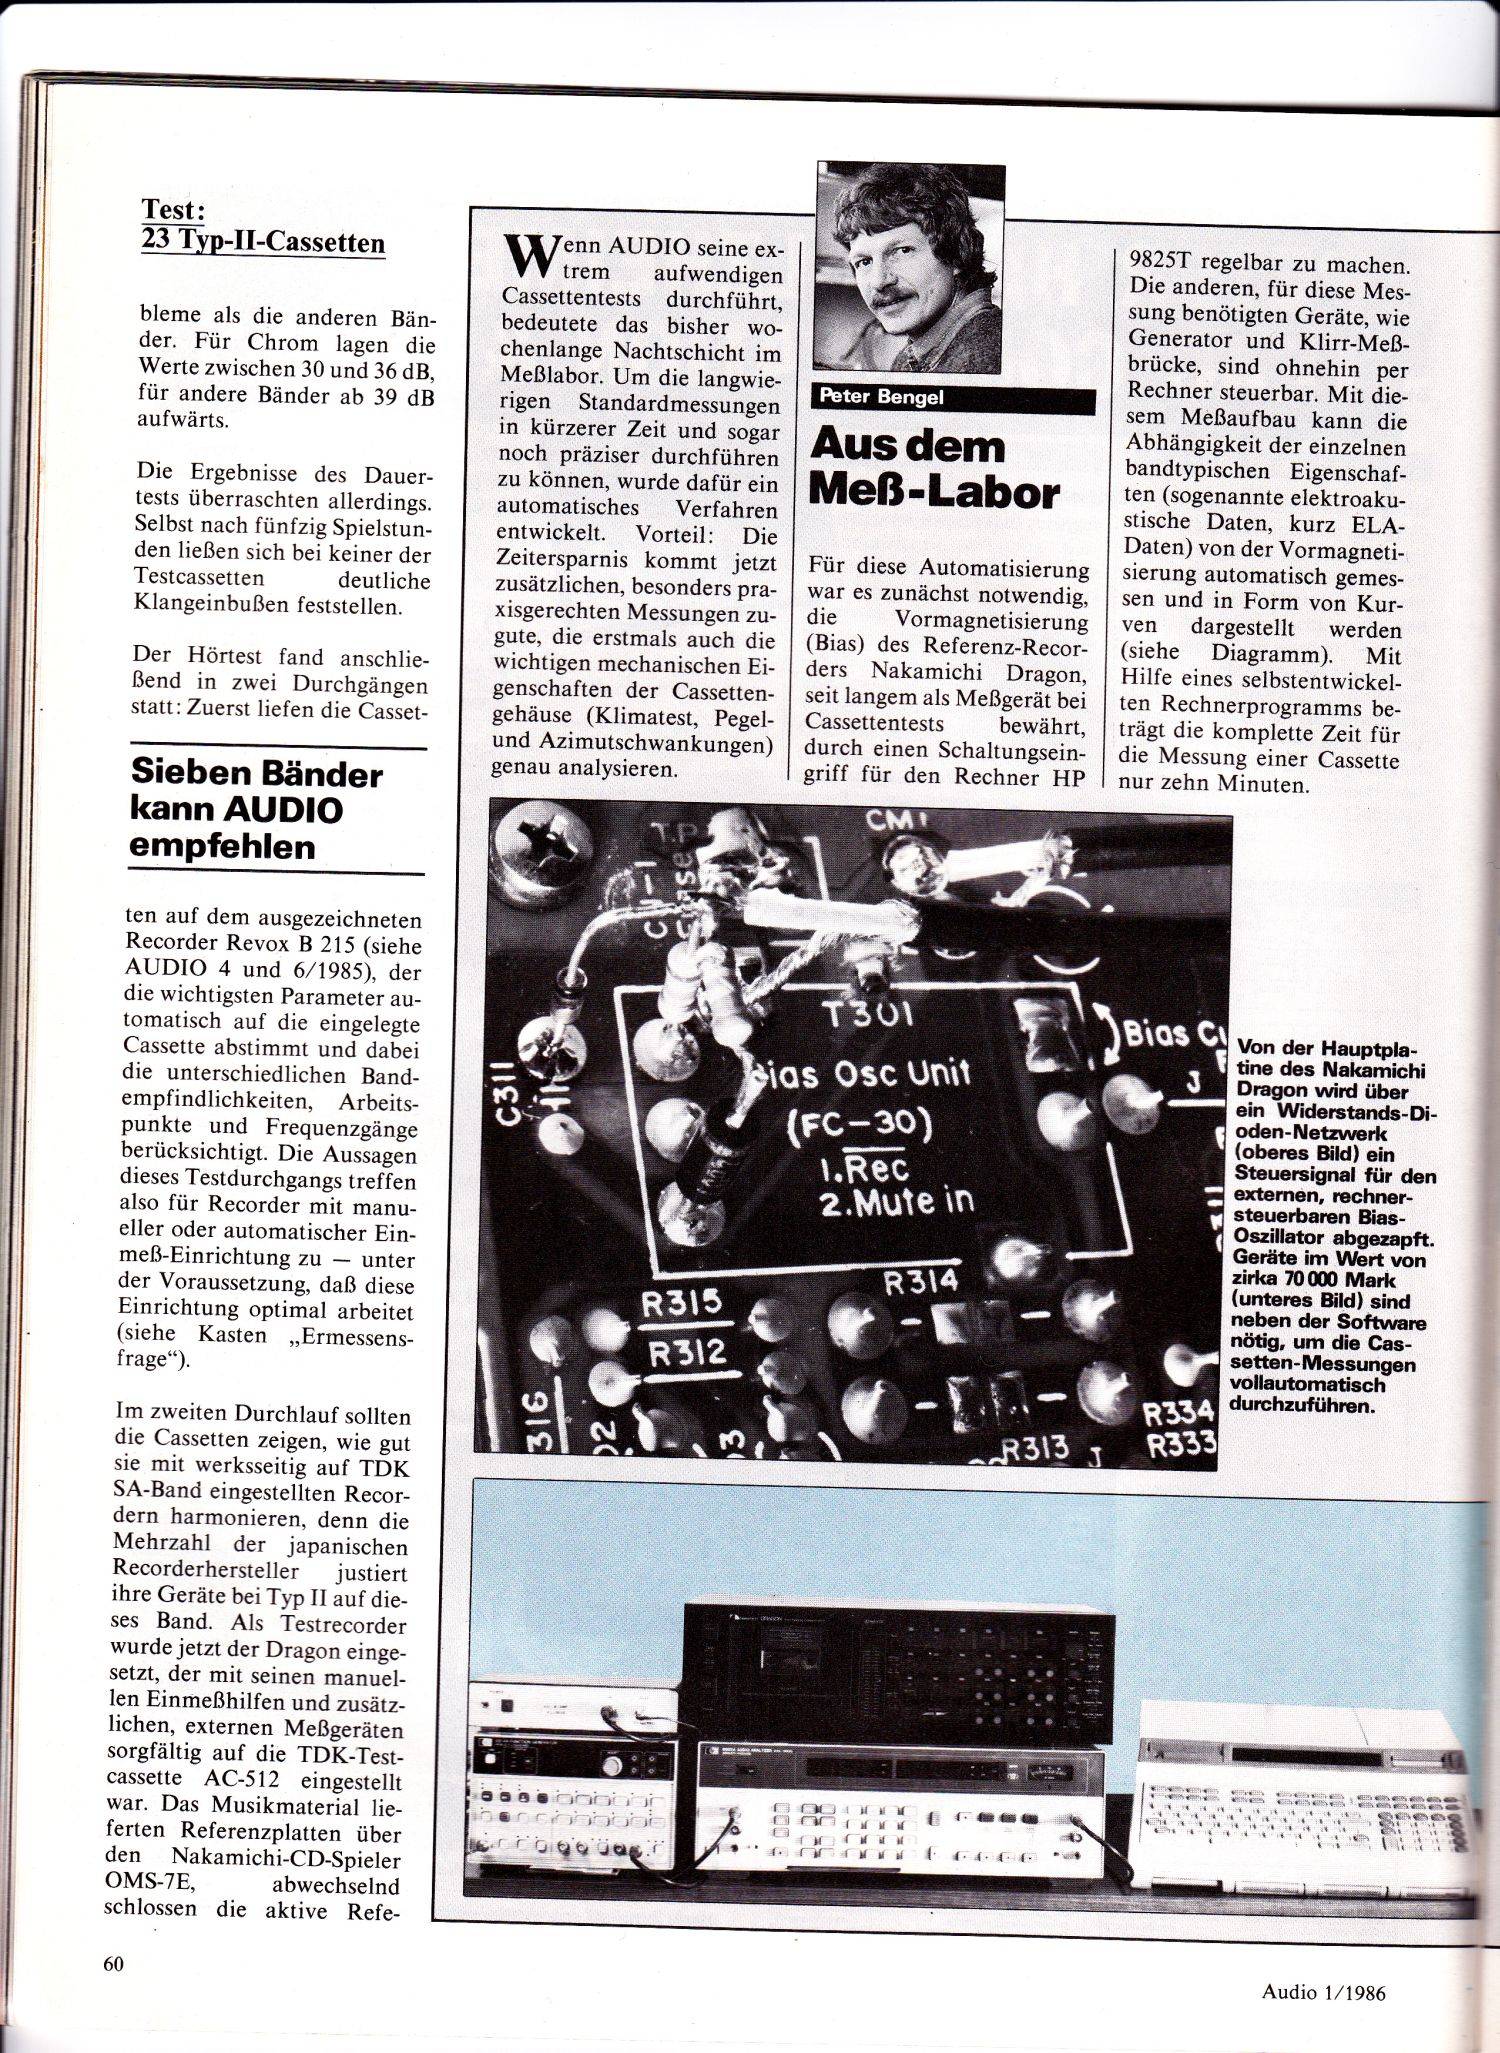 Test:
23 Typ-II-Cassetten
bleme als die anderen Bän-
der. Für Chrom lagen die
Werte zwischen 30 und 36 dB,
für andere Bänder ab 39 dB
aufwärts.
Die Ergebnisse des Dauer-
tests überraschten allerdings.
Selbst nach fünfzig Spielstun-
den ließen sich bei keiner der
Testcassetten deutliche
Klangeinbußen feststellen.
Der Hörtest fand anschlie-
ßend in zwei Durchgängen
statt: Zuerst liefen die Casset-
Sieben Bänder
kann AUDIO
empfehlen
ten auf dem ausgezeichneten
Recorder Revox B 215 (siehe
AUDIO 4 und 6/1985), der
die wichtigsten Parameter au-
tomatisch auf die eingelegte
Cassette abstimmt und dabei
die unterschiedlichen Band-
empfindlichkeiten, Arbeits-
punkte und Frequenzgänge
berücksichtigt. Die Aussagen
dieses Testdurchgangs treffen
also für Recorder mit manu-
eller oder automatischer Ein-
meß-Einrichtung zu — unter
der Voraussetzung, daß diese
Einrichtung optimal arbeitet
(siehe Kasten „Ermessens-
frage“).
Im zweiten Durchlauf sollten
die Cassetten zeigen, wie gut
sie mit werksseitig auf TDK
SA-Band eingestellten Recor-
dern harmonieren, denn die
Mehrzahl der japanischen
Recorderhersteller justiert
ihre Geräte bei Typ II auf die-
ses Band. Als Testrecorder
wurde jetzt der Dragon einge-
setzt, der mit seinen manuel-
len Einmeßhilfen und zusätz-
lichen, externen Meßgeräten
sorgfältig auf die TDK-Test-
cassette AC-512 eingestellt
war. Das Musikmaterial lie-
ferten Referenzplatten über
den Nakamichi-CD-Spieler
OMS-7E, abwechselnd
schlossen die aktive Refe-
Wenn AUDIO seine ex-
trem aufwendigen
Cassettentests durchführt,
bedeutete das bisher wo-
chenlange Nachtschicht im
Meßlabor. Um die langwie-
rigen Standardmessungen
in kürzerer Zeit und sogar
noch präziser durchführen
zu können, wurde dafür ein
automatisches Verfahren
entwickelt. Vorteil: Die
Zeitersparnis kommt jetzt
zusätzlichen, besonders pra-
xisgerechten Messungen zu-
gute, die erstmals auch die
wichtigen mechanischen Ei-
genschaften der Cassetten-
gehäuse (Klimatest, Pegel-
und Azimutschwankungen)
genau analysieren.
Peter Bengel
Aus dem
Meß-Labor
Für diese Automatisierung
war es zunächst notwendig,
die Vormagnetisierung
(Bias) des Referenz-Recor-
ders Nakamichi Dragon,
seit langem als Meßgerät bei
Cassettentests bewährt,
durch einen Schaltungsein-
griff für den Rechner HP
9825T regelbar zu machen.
Die anderen, für diese Mes-
sung benötigten Geräte, wie
Generator und Klirr-Meß-
brücke, sind ohnehin per
Rechner steuerbar. Mit die-
sem Meßaufbau kann die
Abhängigkeit der einzelnen
bandtypischen Eigenschaf-
ten (sogenannte elektroaku-
stische Daten, kurz ELA-
Daten) von der Vormagneti-
sierung automatisch gemes-
sen und in Form von Kur-
ven dargestellt werden
(siehe Diagramm). Mit
Hilfe eines selbstentwickel-
ten Rechnerprogramms be-
trägt die komplette Zeit für
die Messung einer Cassette
nur zehn Minuten.
T.P.
CM1
T301
Bias
C311
ias Osc Unit
(FC-30)
1.Rec
2.Mute in
R314
R315
R312
316
R334
R313
J
R333
Von der Hauptpla-
tine des Nakamichi
Dragon wird über
ein Widerstands-Di-
oden-Netzwerk
(oberes Bild) ein
Steuersignal für den
externen, rechner-
steuerbaren Bias-
Oszillator abgezapft.
Geräte im Wert von
zirka 70 000 Mark
(unteres Bild) sind
neben der Software
nötig, um die Cas-
setten-Messungen
vollautomatisch
durchzuführen.
DRAGON
60
Audio 1/1986